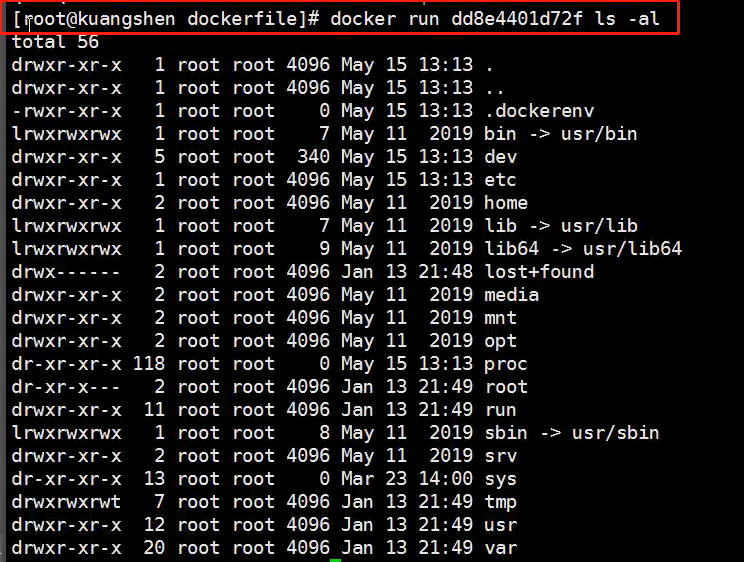 [root@kuangshen dockerfile]# docker run dd8e4401d72f ls -al
total 56
drwxr-xr-x   1 root root 4096 May 15 13:13 .
drwxr-xr-x   1 root root 4096 May 15 13:13 ..
-rwxr-xr-x   1 root root    0 May 15 13:13 .dockerenv
lrwxrwxrwx   1 root root    7 May 11  2019 bin -> usr/bin
drwxr-xr-x   5 root root  340 May 15 13:13 dev
drwxr-xr-x   1 root root 4096 May 15 13:13 etc
drwxr-xr-x   2 root root 4096 May 11  2019 home
lrwxrwxrwx   1 root root    7 May 11  2019 lib -> usr/lib
lrwxrwxrwx   1 root root    9 May 11  2019 lib64 -> usr/lib64
drwx------   2 root root 4096 Jan 13 21:48 lost+found
drwxr-xr-x   2 root root 4096 May 11  2019 media
drwxr-xr-x   2 root root 4096 May 11  2019 mnt
drwxr-xr-x   2 root root 4096 May 11  2019 opt
dr-xr-xr-x 118 root root    0 May 15 13:13 proc
dr-xr-x---   2 root root 4096 Jan 13 21:49 root
drwxr-xr-x  11 root root 4096 Jan 13 21:49 run
lrwxrwxrwx   1 root root    8 May 11  2019 sbin -> usr/sbin
drwxr-xr-x   2 root root 4096 May 11  2019 srv
dr-xr-xr-x  13 root root    0 Mar 23 14:00 sys
drwxrwxrwt   7 root root 4096 Jan 13 21:49 tmp
drwxr-xr-x  12 root root 4096 Jan 13 21:49 usr
drwxr-xr-x  20 root root 4096 Jan 13 21:49 var